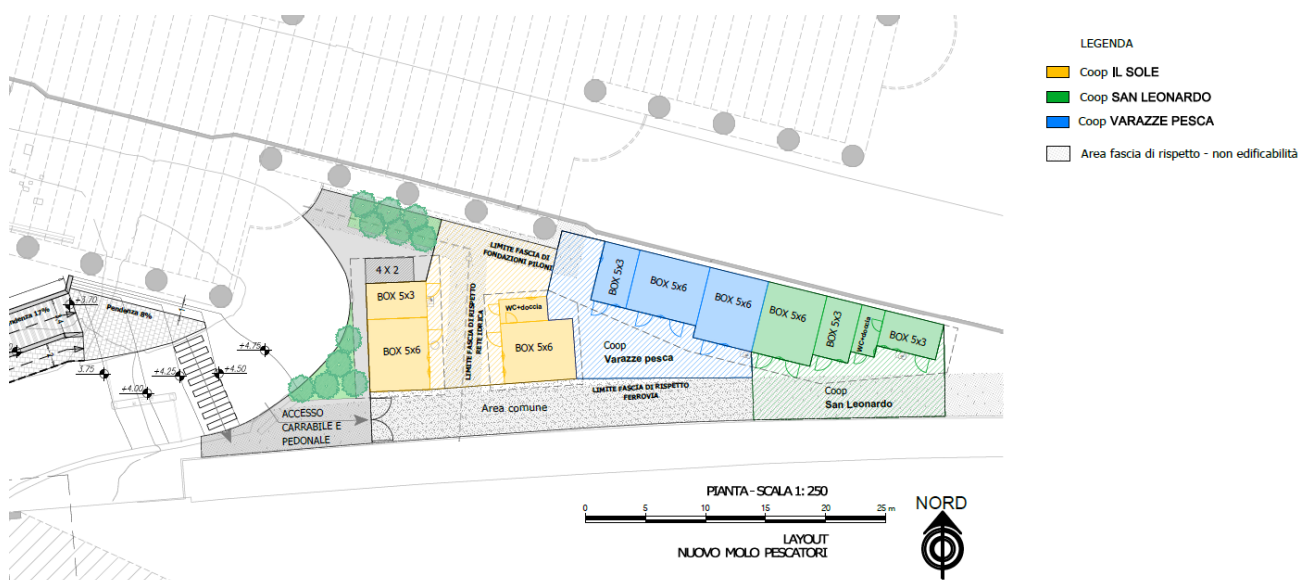 LEGENDA
Coop IL SOLE
Coop SAN LEONARDO
Coop VARAZZE PESCA
Area fascia di rispetto - non edificabilità
LIMITE FASCIA DI
FONDAZIONI PILONI
4 X 2
BOX 5x3
BOX 5x6
LIMITE FASCIA DI RISPETTO
RETE IDRICA
WC+doccia
BOX 5x6
BOX 5x3
BOX 5x6
BOX 5x6
BOX 5x6
BOX 5x3
WC+doccia
BOX 5x3
Coop
Varazze pesca
Coop
San Leonardo
LIMITE FASCIA DI RISPETTO
FERROVIA
Area comune
ACCESSO
CARRABILE E
PEDONALE
+3.70
Pendenza 8%
17%
3.75
+4.00
+4.25
+4.50
+4.75
PIANTA - SCALA 1: 250
0 5 10 15 20 25 m
LAYOUT
NUOVO MOLO PESCATORI
NORD